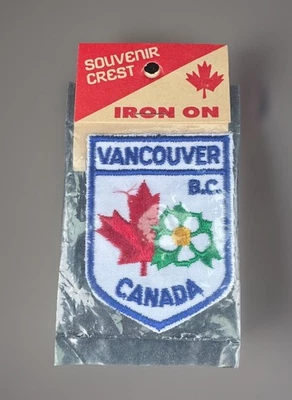 SOUVENIR
CREST
IRON ON
VANCOUVER
B.C.
CANADA